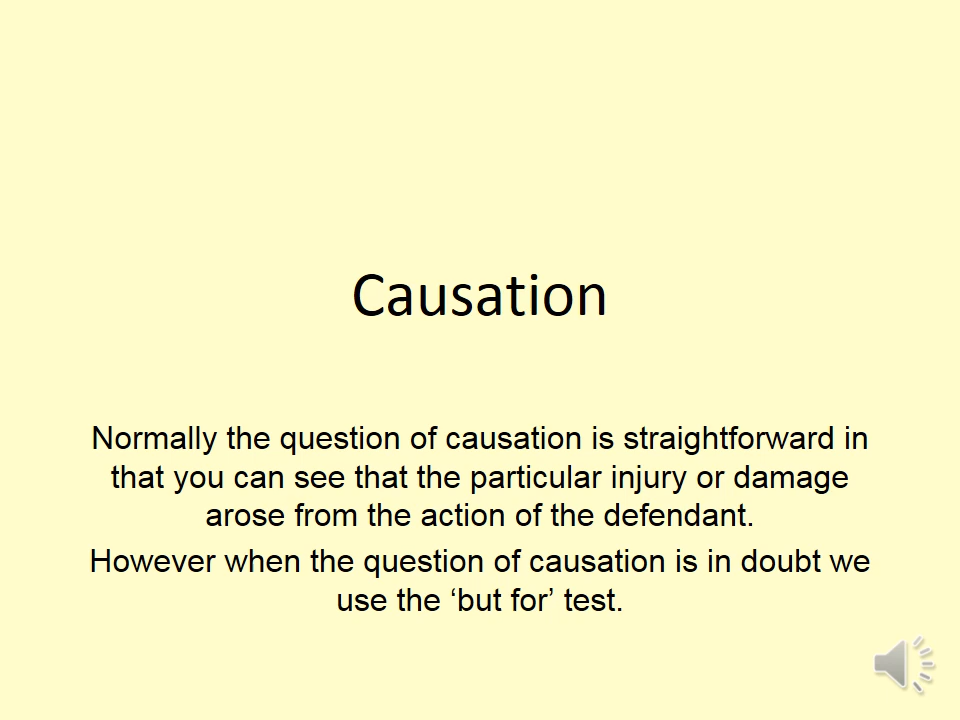 Causation
Normally the question of causation is straightforward in
that you can see that the particular injury or damage
arose from the action of the defendant.
However when the question of causation is in doubt we
use the ‘but for’ test.